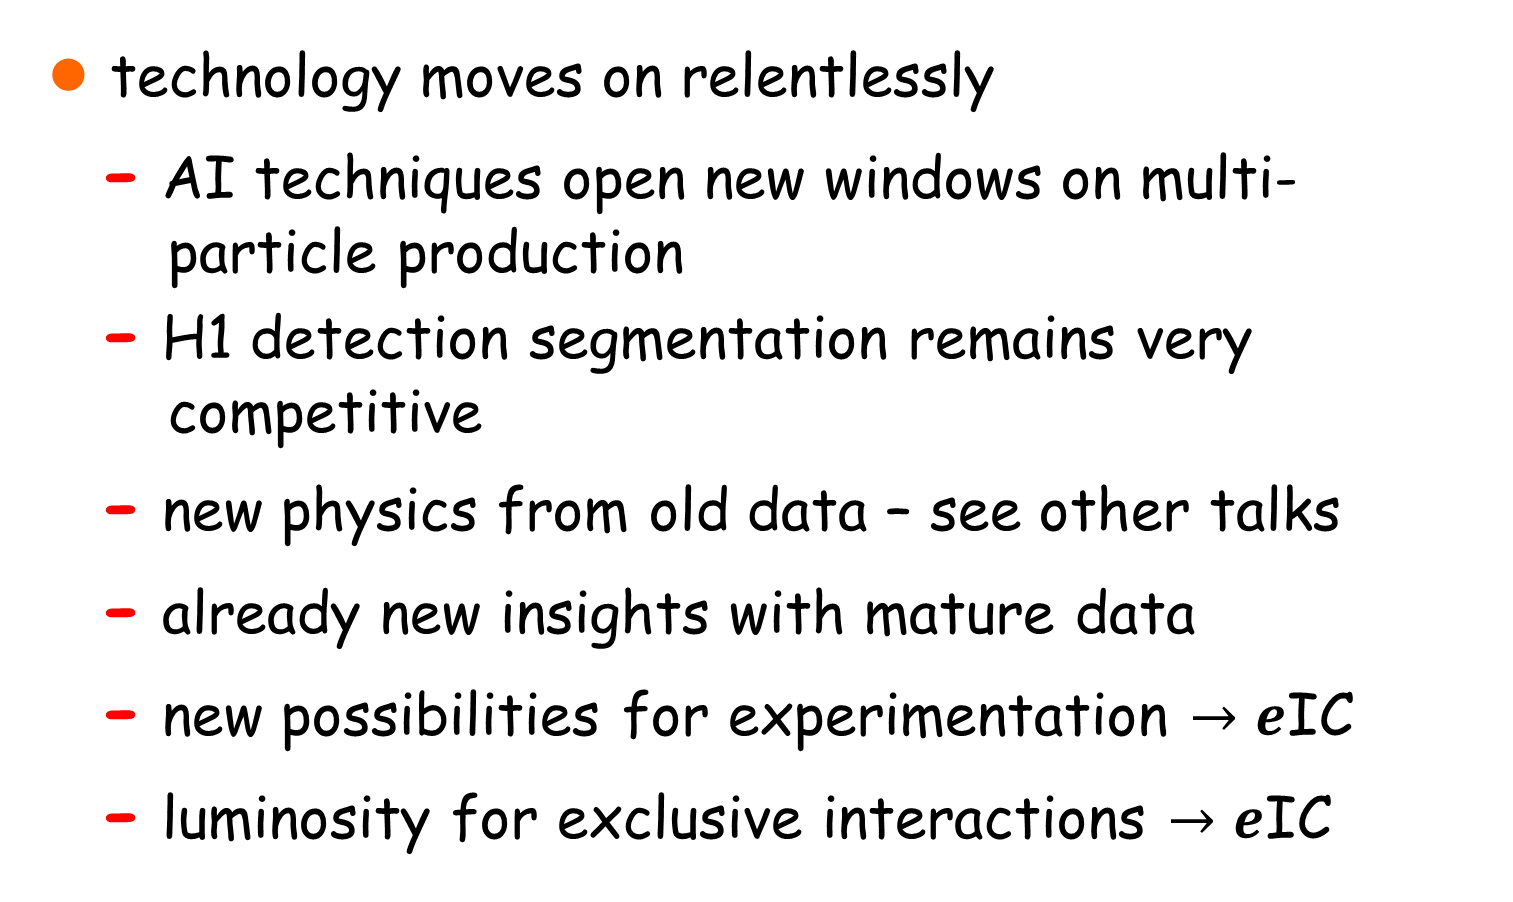 ● technology moves on relentlessly
– AI techniques open new windows on multi-
particle production
– H1 detection segmentation remains very
competitive
– new physics from old data – see other talks
– already new insights with mature data
– new possibilities for experimentation → eIC
– luminosity for exclusive interactions → eIC